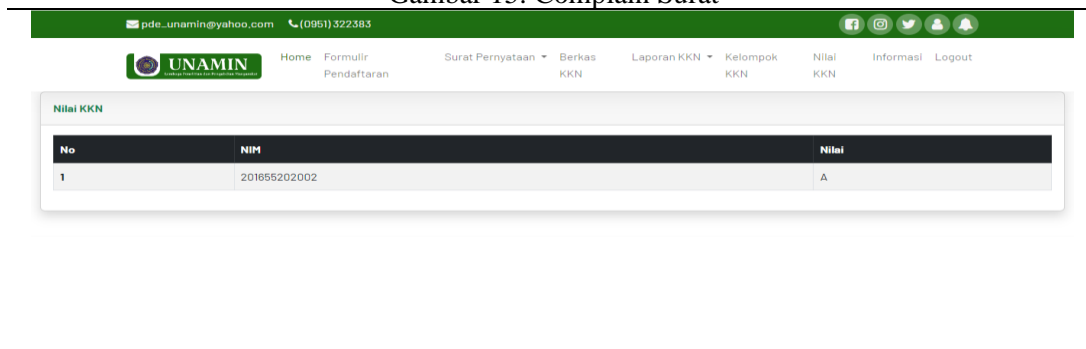 Gambar 15. Complain Surat
pde_unamin@yahoo.com (0951) 322383
UNAMIN
Home Formulir Pendaftaran Surat Pernyataan Berkas KKN Laporan KKN Kelompok KKN Nilai KKN Informasi Logout
Nilai KKN
No NIM Nilai
1 201655202002 A